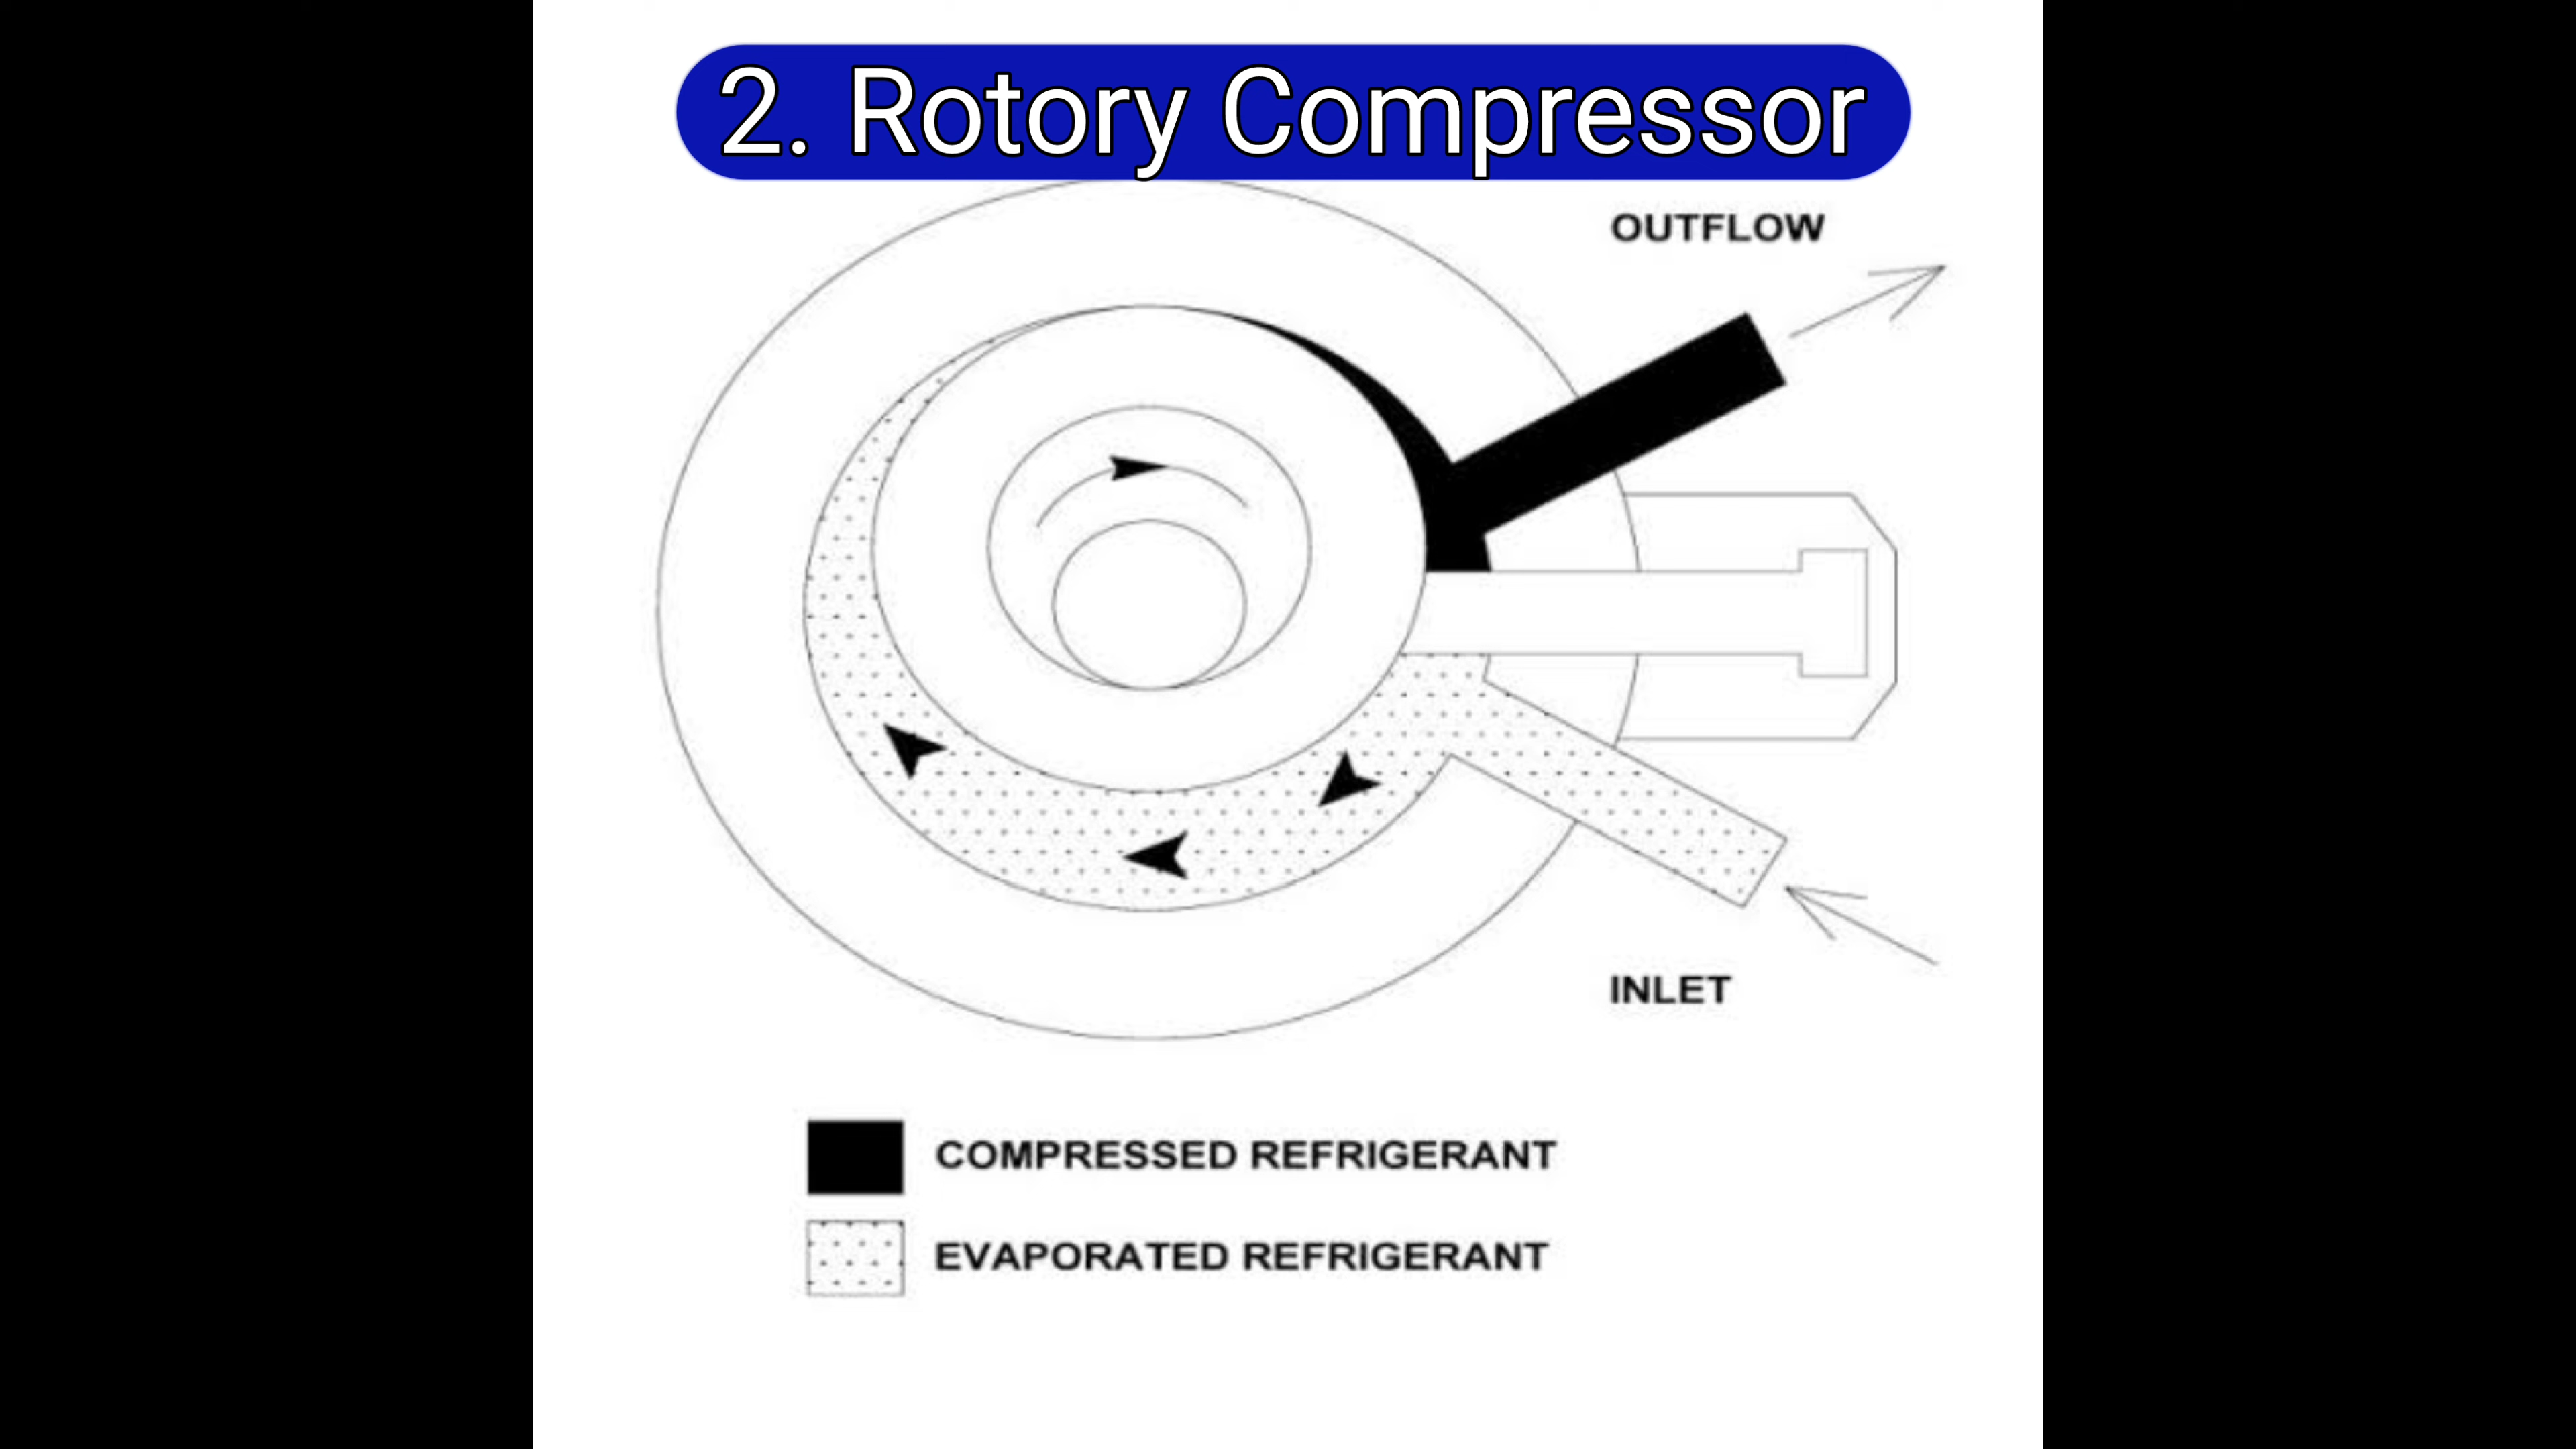 2. Rotory Compressor
OUTFLOW
INLET
COMPRESSED REFRIGERANT
EVAPORATED REFRIGERANT